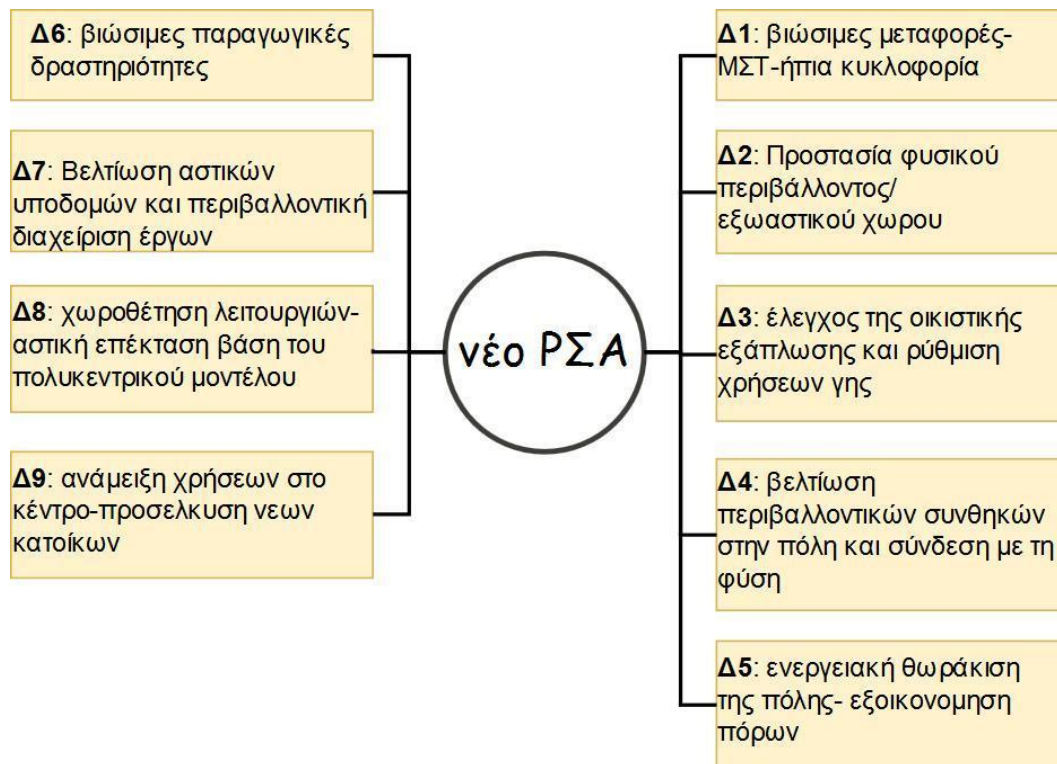 Δ6: βιώσιμες παραγωγικές
δραστηριότητες
Δ7: Βελτίωση αστικών
υποδομών και περιβαλλοντική
διαχείριση έργων
Δ8: χωροθέτηση λειτουργιών-
αστική επέκταση βάση του
πολυκεντρικού μοντέλου
Δ9: ανάμειξη χρήσεων στο
κέντρο-προσελκυση νεων
κατοίκων
νέο ΡΣΑ
Δ1: βιώσιμες μεταφορές-
ΜΣΤ-ήπια κυκλοφορία
Δ2: Προστασία φυσικού
περιβάλλοντος/
εξωαστικού χωρου
Δ3: έλεγχος της οικιστικής
εξάπλωσης και ρύθμιση
χρήσεων γης
Δ4: βελτίωση
περιβαλλοντικών συνθηκών
στην πόλη και σύνδεση με τη
φύση
Δ5: ενεργειακή θωράκιση
της πόλης- εξοικονομηση
πόρων